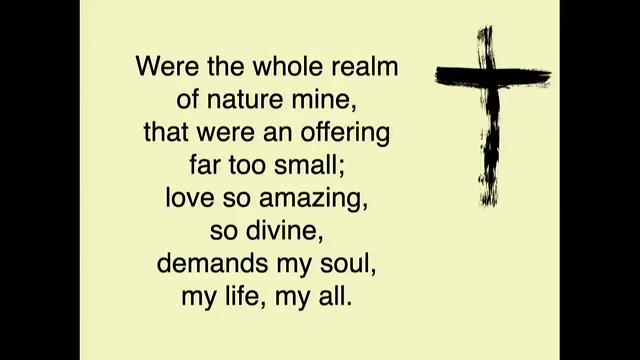 Were the whole realm
of nature mine,
that were an offering
far too small;
love so amazing,
so divine,
demands my soul,
my life, my all.